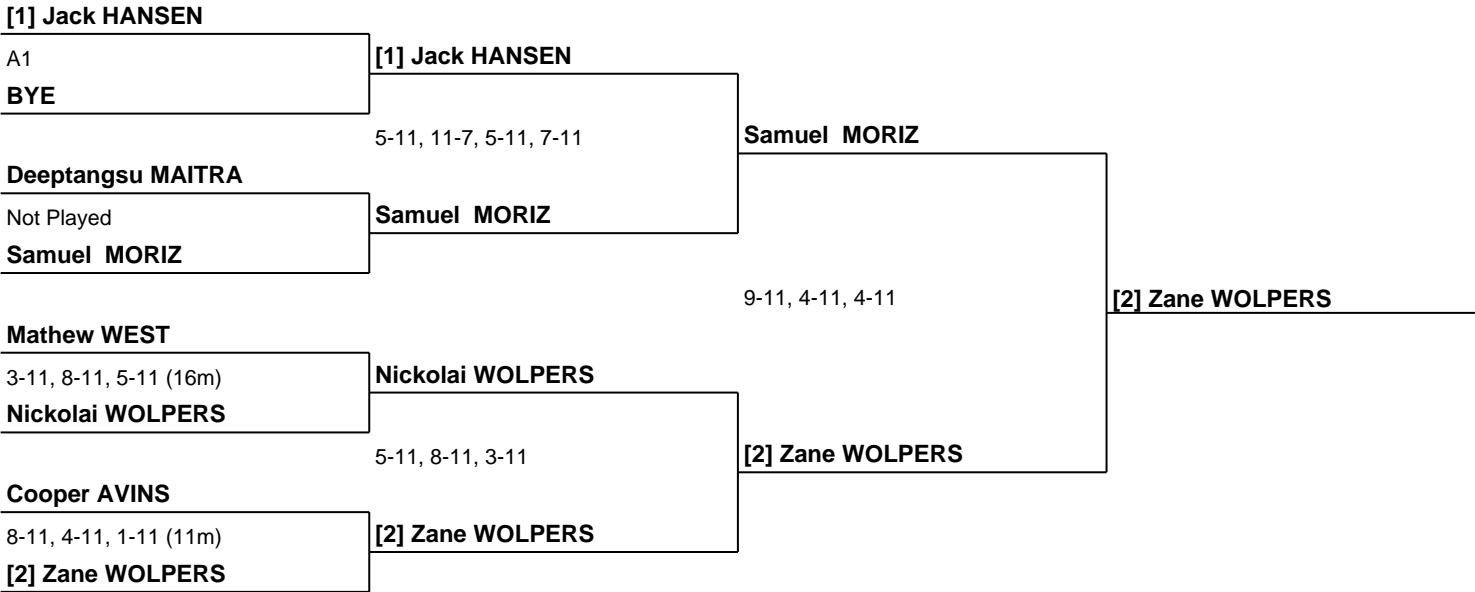 [1] Jack HANSEN
A1
BYE
[1] Jack HANSEN
5-11, 11-7, 5-11, 7-11
Samuel  MORIZ
Deeptangsu MAITRA
Not Played
Samuel  MORIZ
Samuel  MORIZ
9-11, 4-11, 4-11
[2] Zane WOLPERS
Mathew WEST
3-11, 8-11, 5-11 (16m)
Nickolai WOLPERS
Nickolai WOLPERS
5-11, 8-11, 3-11
[2] Zane WOLPERS
Cooper AVINS
8-11, 4-11, 1-11 (11m)
[2] Zane WOLPERS
[2] Zane WOLPERS